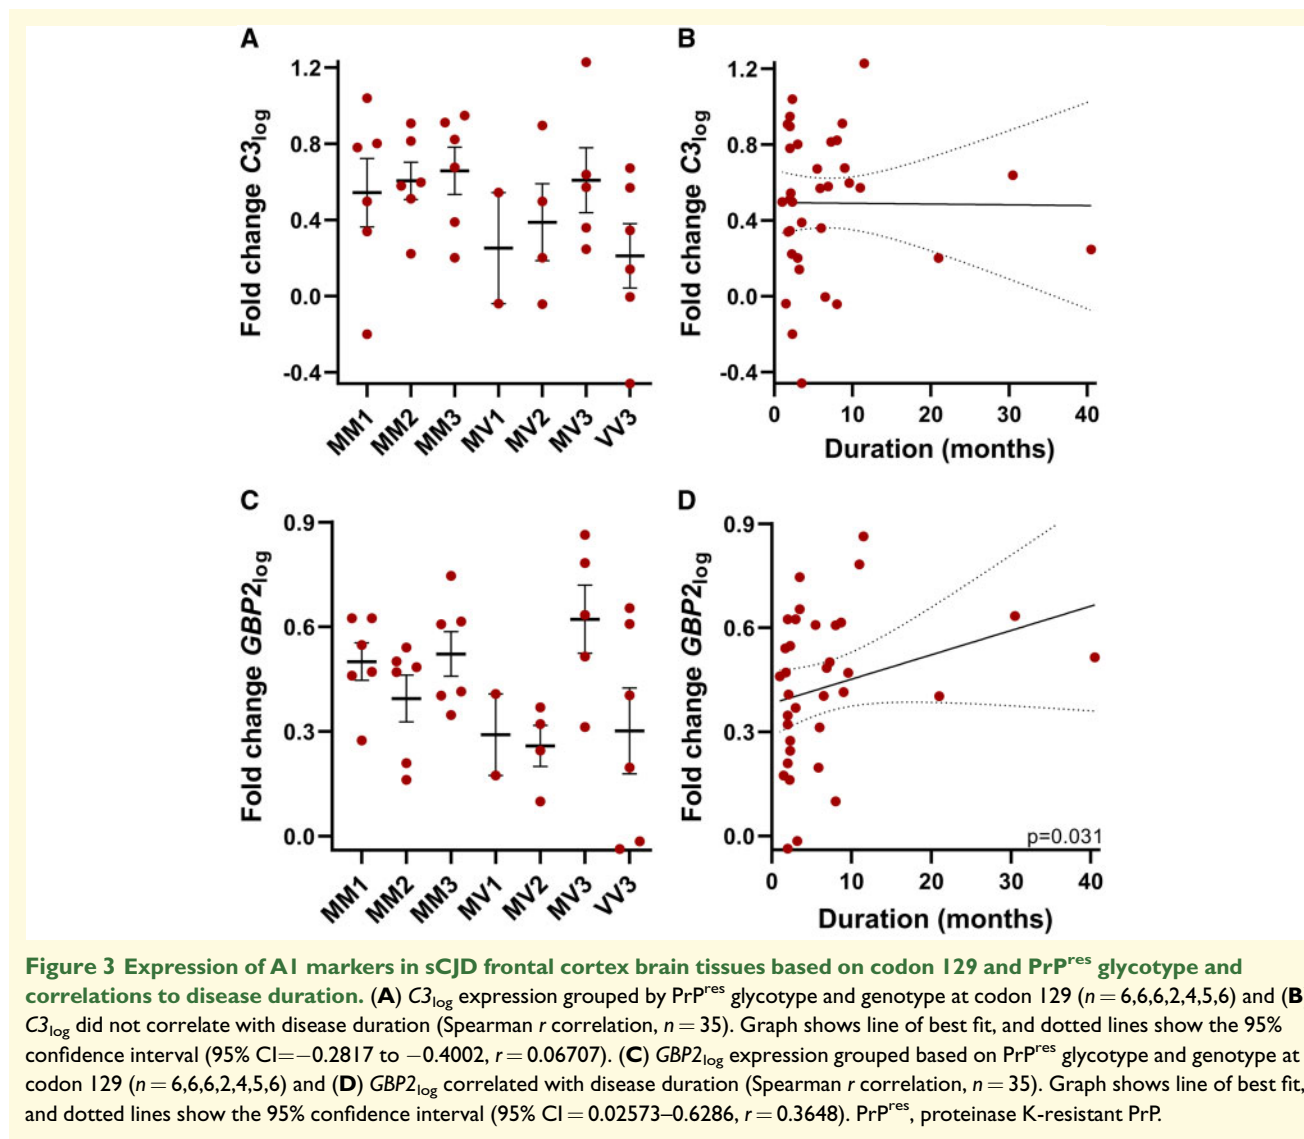 A
B
1.2
0.8
0.4
0.0
-0.4
Fold change C3log
MM1
MM2
MM3
MV1
MV2
MV3
VV3
1.2
0.8
0.4
0.0
-0.4
Fold change C3log
0 10 20 30 40
Duration (months)
C
D
0.9
0.6
0.3
0.0
Fold change GBP2log
MM1
MM2
MM3
MV1
MV2
MV3
VV3
0.9
0.6
0.3
0.0
Fold change GBP2log
p=0.031
0 10 20 30 40
Duration (months)
Figure 3 Expression of A1 markers in sCJD frontal cortex brain tissues based on codon 129 and PrPres glycotype and
correlations to disease duration. (A) C3log expression grouped by PrPres glycotype and genotype at codon 129 (n = 6,6,6,2,4,5,6) and (B
C3log did not correlate with disease duration (Spearman r correlation, n = 35). Graph shows line of best fit, and dotted lines show the 95%
confidence interval (95% CI=−0.2817 to −0.4002, r = 0.06707). (C) GBP2log expression grouped based on PrPres glycotype and genotype at
codon 129 (n = 6,6,6,2,4,5,6) and (D) GBP2log correlated with disease duration (Spearman r correlation, n = 35). Graph shows line of best fit,
and dotted lines show the 95% confidence interval (95% CI = 0.02573–0.6286, r = 0.3648). PrPres, proteinase K-resistant PrP.